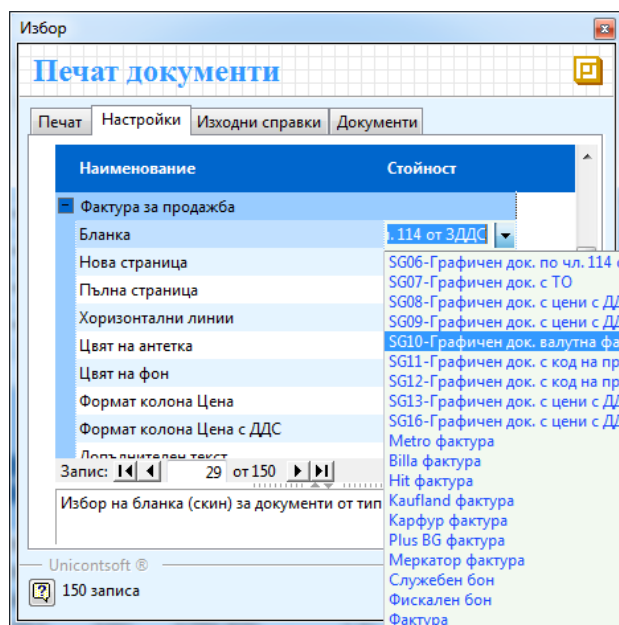 Избор
Печат документи
Печат Настройки Изходни справки Документи
Наименование Стойност
Фактура за продажба
Бланка . 114 от ЗДДС
Нова страница
Пълна страница
Хоризонтални линии
Цвят на антетка
Цвят на фон
Формат колона Цена
Формат колона Цена с ДДС
Допълнителен текст
SG06-Графичен док. по чл. 114
SG07-Графичен док. с ТО
SG08-Графичен док. с цени с ДД
SG09-Графичен док. с цени с ДД
SG10-Графичен док. валутна фа
SG11-Графичен док. с код на пр
SG12-Графичен док. с код на пр
SG13-Графичен док. с цени с ДД
SG16-Графичен док. с цени с ДД
Metro фактура
Billa фактура
Hit фактура
Kaufland фактура
Карфур фактура
Plus BG фактура
Меркатор фактура
Служебен бон
Фискален бон
Фактура
Запис: 29 от 150
Избор на бланка (скин) за документи от тип
Unicontsoft ®
150 записа